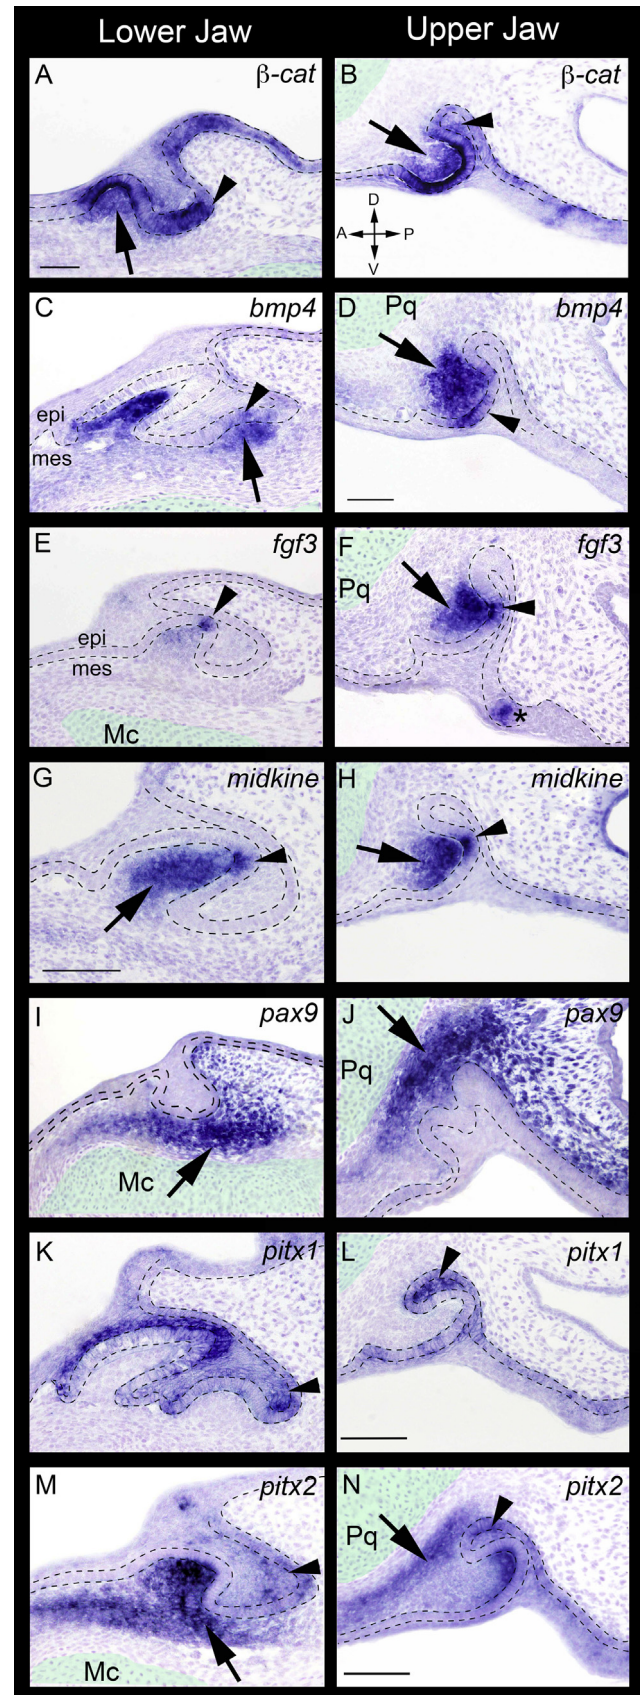 Lower Jaw Upper Jaw
A β-cat
B β-cat
D
A P
V
C bmp4
epi
mes
D Pq bmp4
E fgf3
epi
mes
Mc
F fgf3
Pq
*
G midkine
H midkine
I pax9
Mc
J pax9
Pq
K pitx1
L pitx1
M pitx2
Mc
N pitx2
Pq